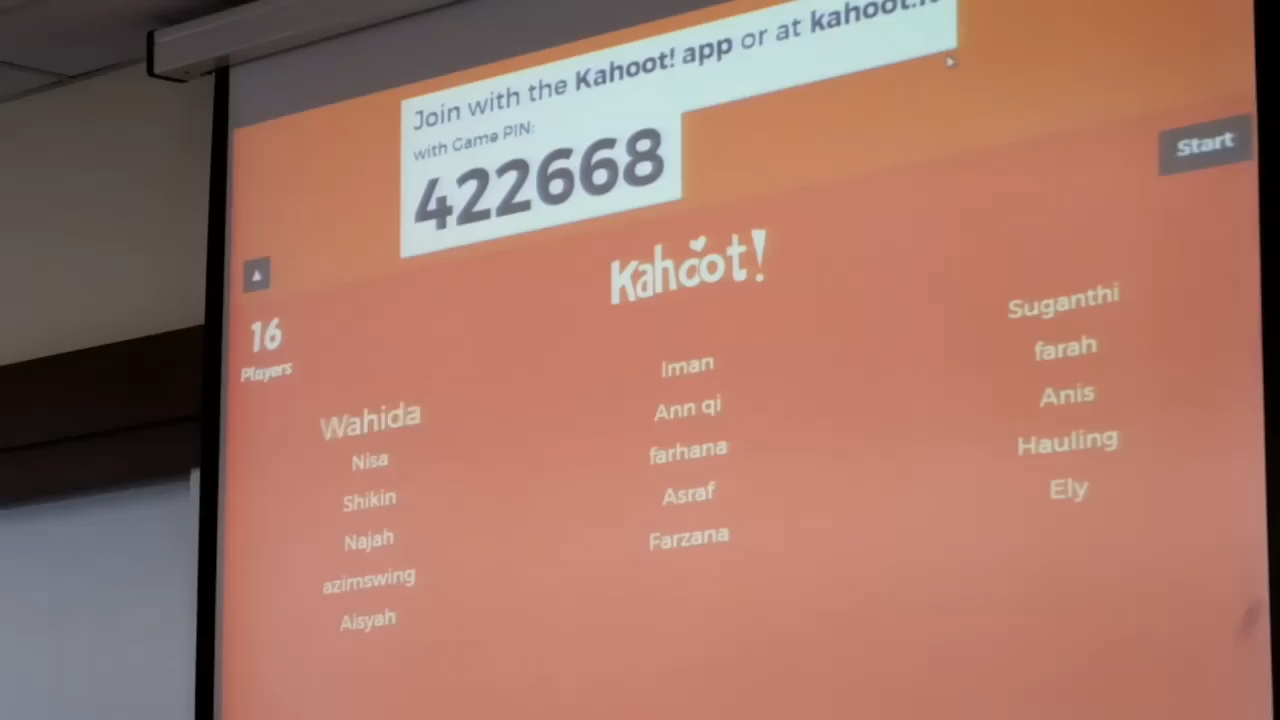 Join with the Kahoot! app or at kahoot.
with Game PIN:
422668
Start
▲
Kahoot!
16
Players
Wahida
Nisa
Shikin
Najah
azimswing
Aisyah
Iman
Ann qi
farhana
Asraf
Farzana
Suganthi
farah
Anis
Hauling
Ely